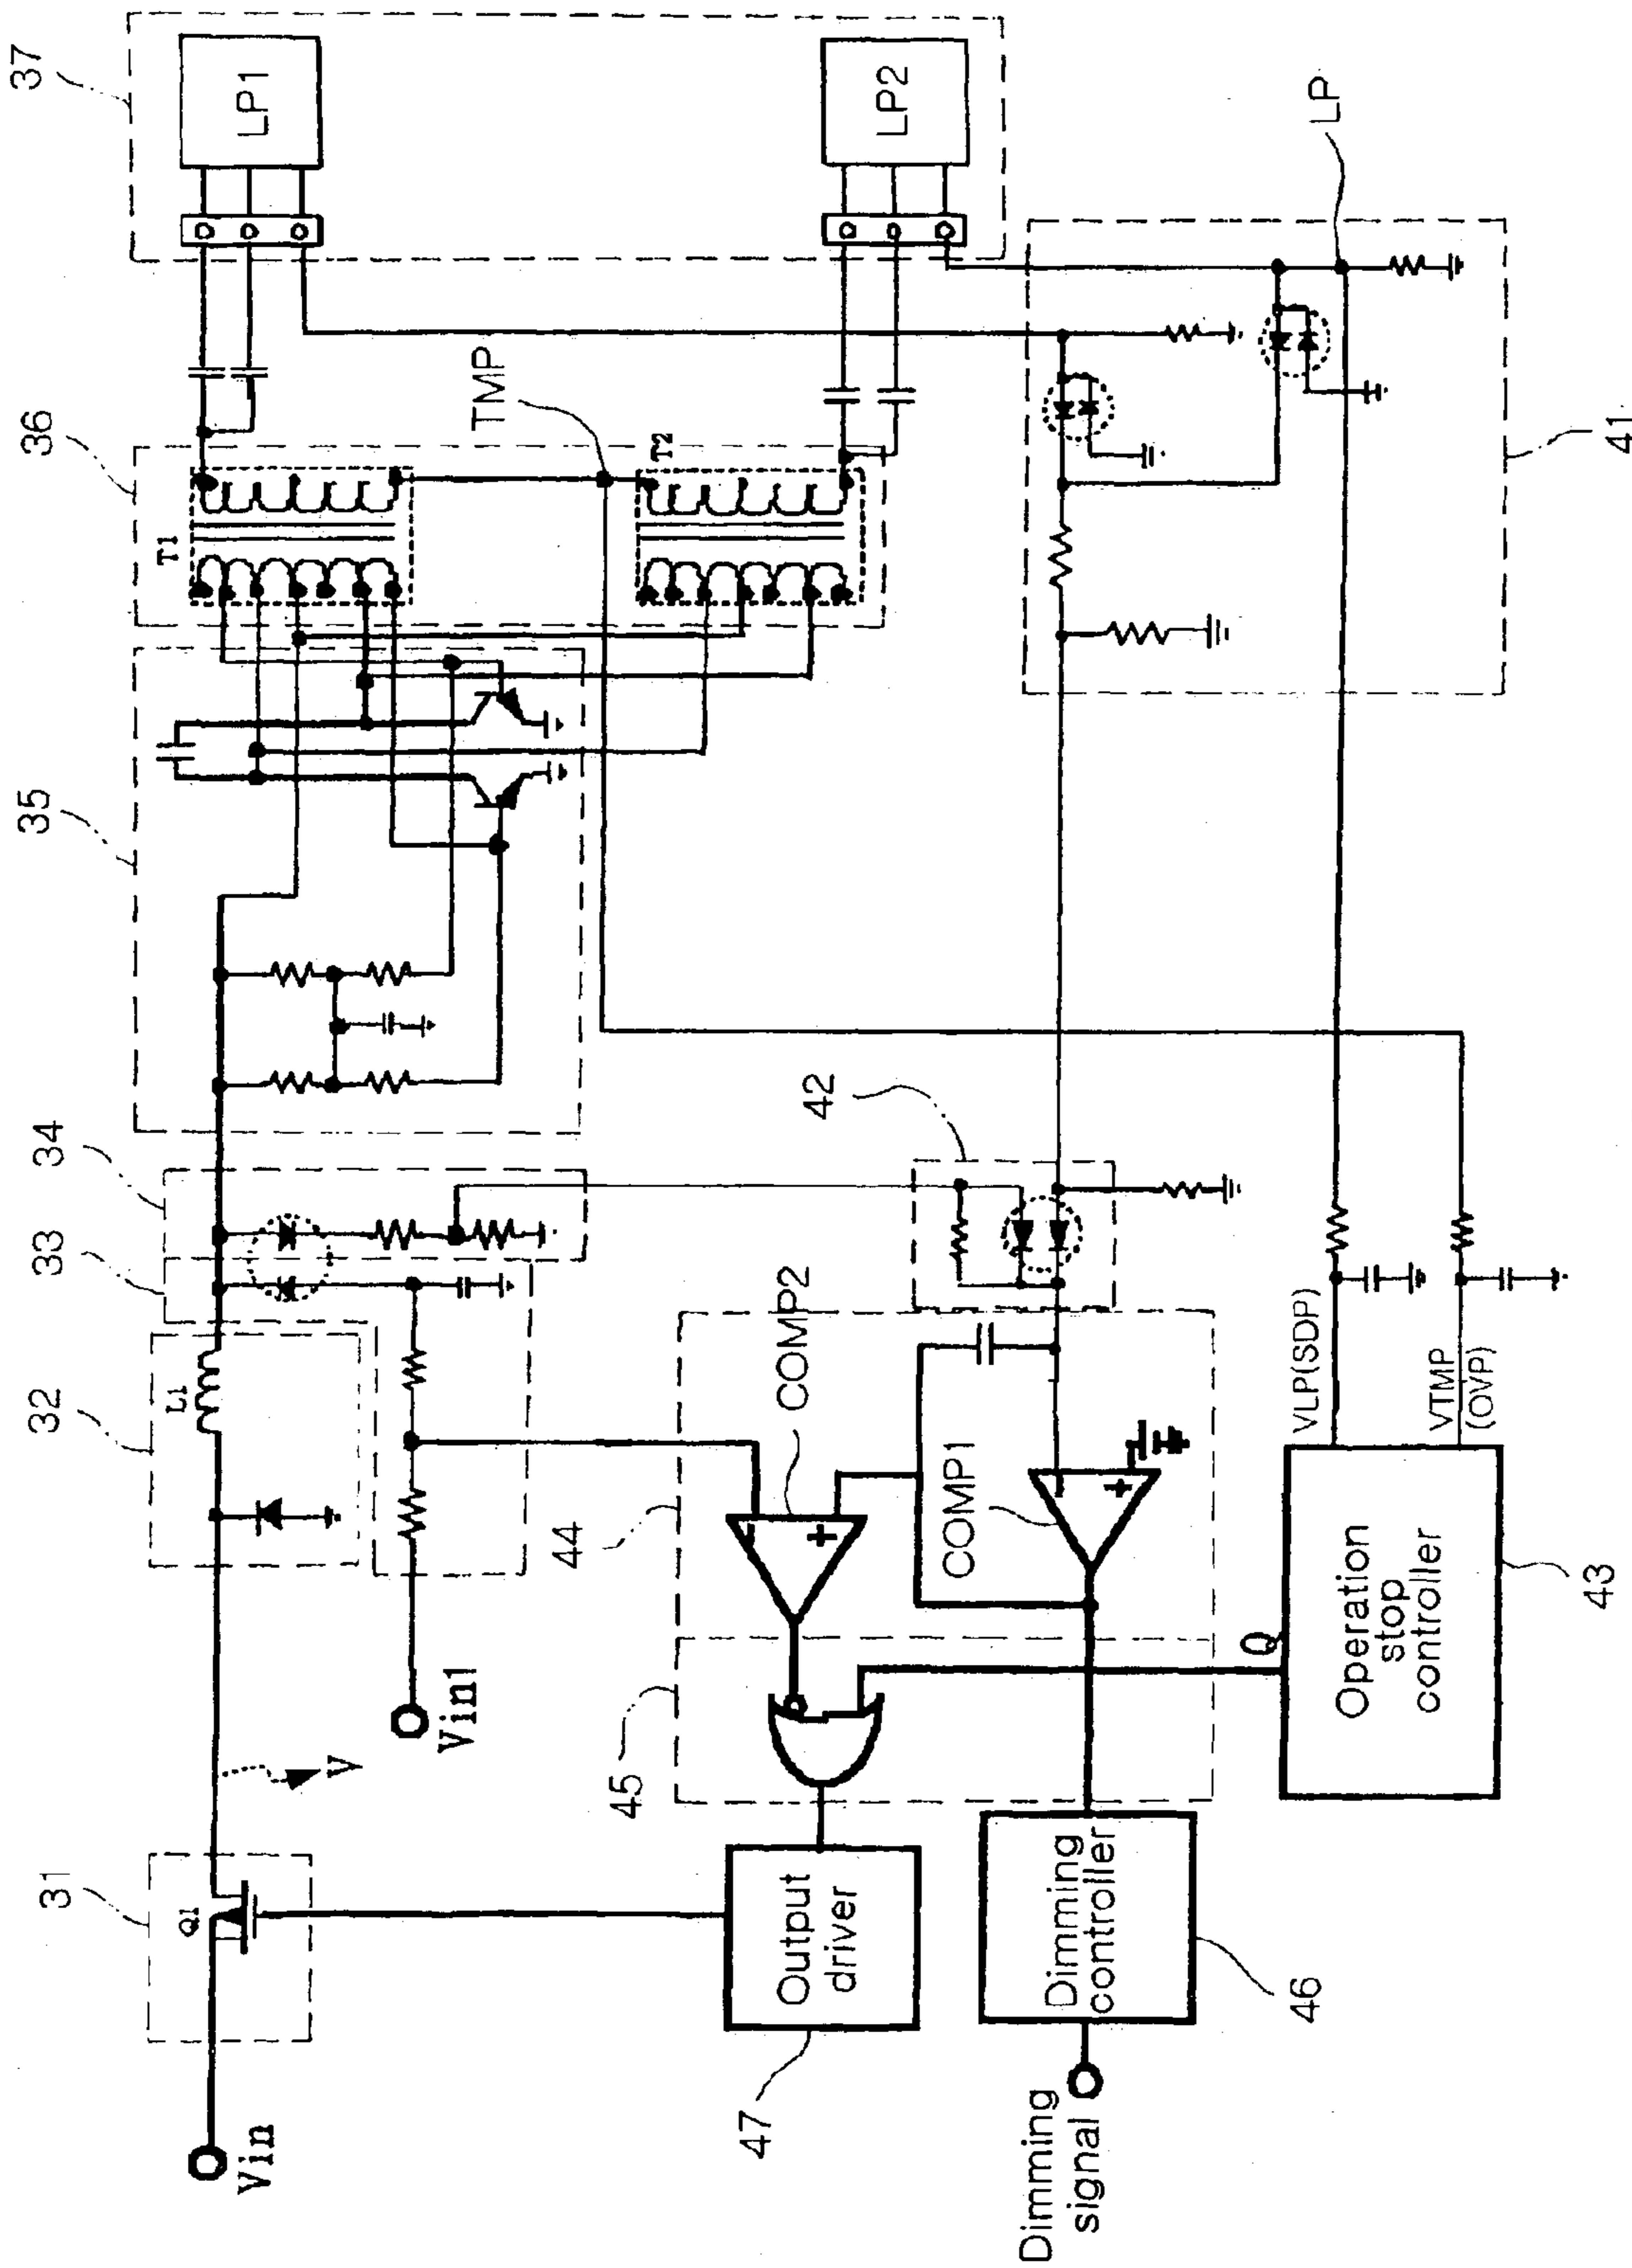 37
LP1
LP2
36
TMP
T1
T2
LP
41
35
34
33
32
L1
42
COMP2
COMP1
44
VLP(SDP)
VTMP
(OVP)
Operation
stop
controller
43
Q
31
Q1
V
Vin
Vin1
45
Output
driver
47
Dimming
controller
46
Dimming
signal
+
−
+
−